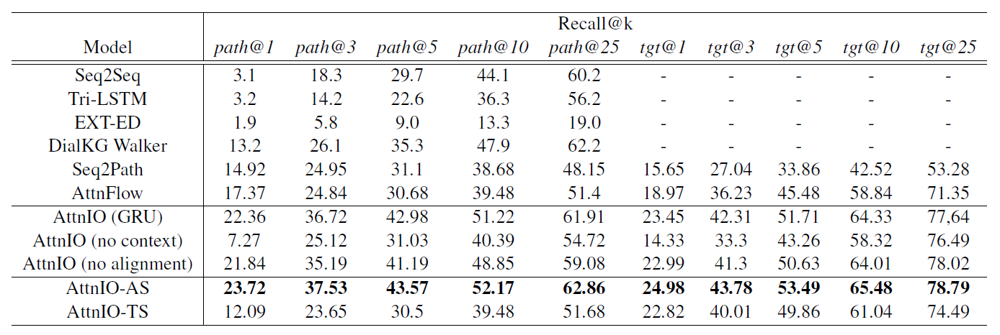 Recall@k
Model path@1 path@3 path@5 path@10 path@25 tgt@1 tgt@3 tgt@5 tgt@10 tgt@25
Seq2Seq 3.1 18.3 29.7 44.1 60.2 - - - - -
Tri-LSTM 3.2 14.2 22.6 36.3 56.2 - - - - -
EXT-ED 1.9 5.8 9.0 13.3 19.0 - - - - -
DialKG Walker 13.2 26.1 35.3 47.9 62.2 - - - - -
Seq2Path 14.92 24.95 31.1 38.68 48.15 15.65 27.04 33.86 42.52 53.28
AttnFlow 17.37 24.84 30.68 39.48 51.4 18.97 36.23 45.48 58.84 71.35
AttnIO (GRU) 22.36 36.72 42.98 51.22 61.91 23.45 42.31 51.71 64.33 77,64
AttnIO (no context) 7.27 25.12 31.03 40.39 54.72 14.33 33.3 43.26 58.32 76.49
AttnIO (no alignment) 21.84 35.19 41.19 48.85 59.08 22.99 41.3 50.63 64.01 78.02
AttnIO-AS 23.72 37.53 43.57 52.17 62.86 24.98 43.78 53.49 65.48 78.79
AttnIO-TS 12.09 23.65 30.5 39.48 51.68 22.82 40.01 49.86 61.04 74.49